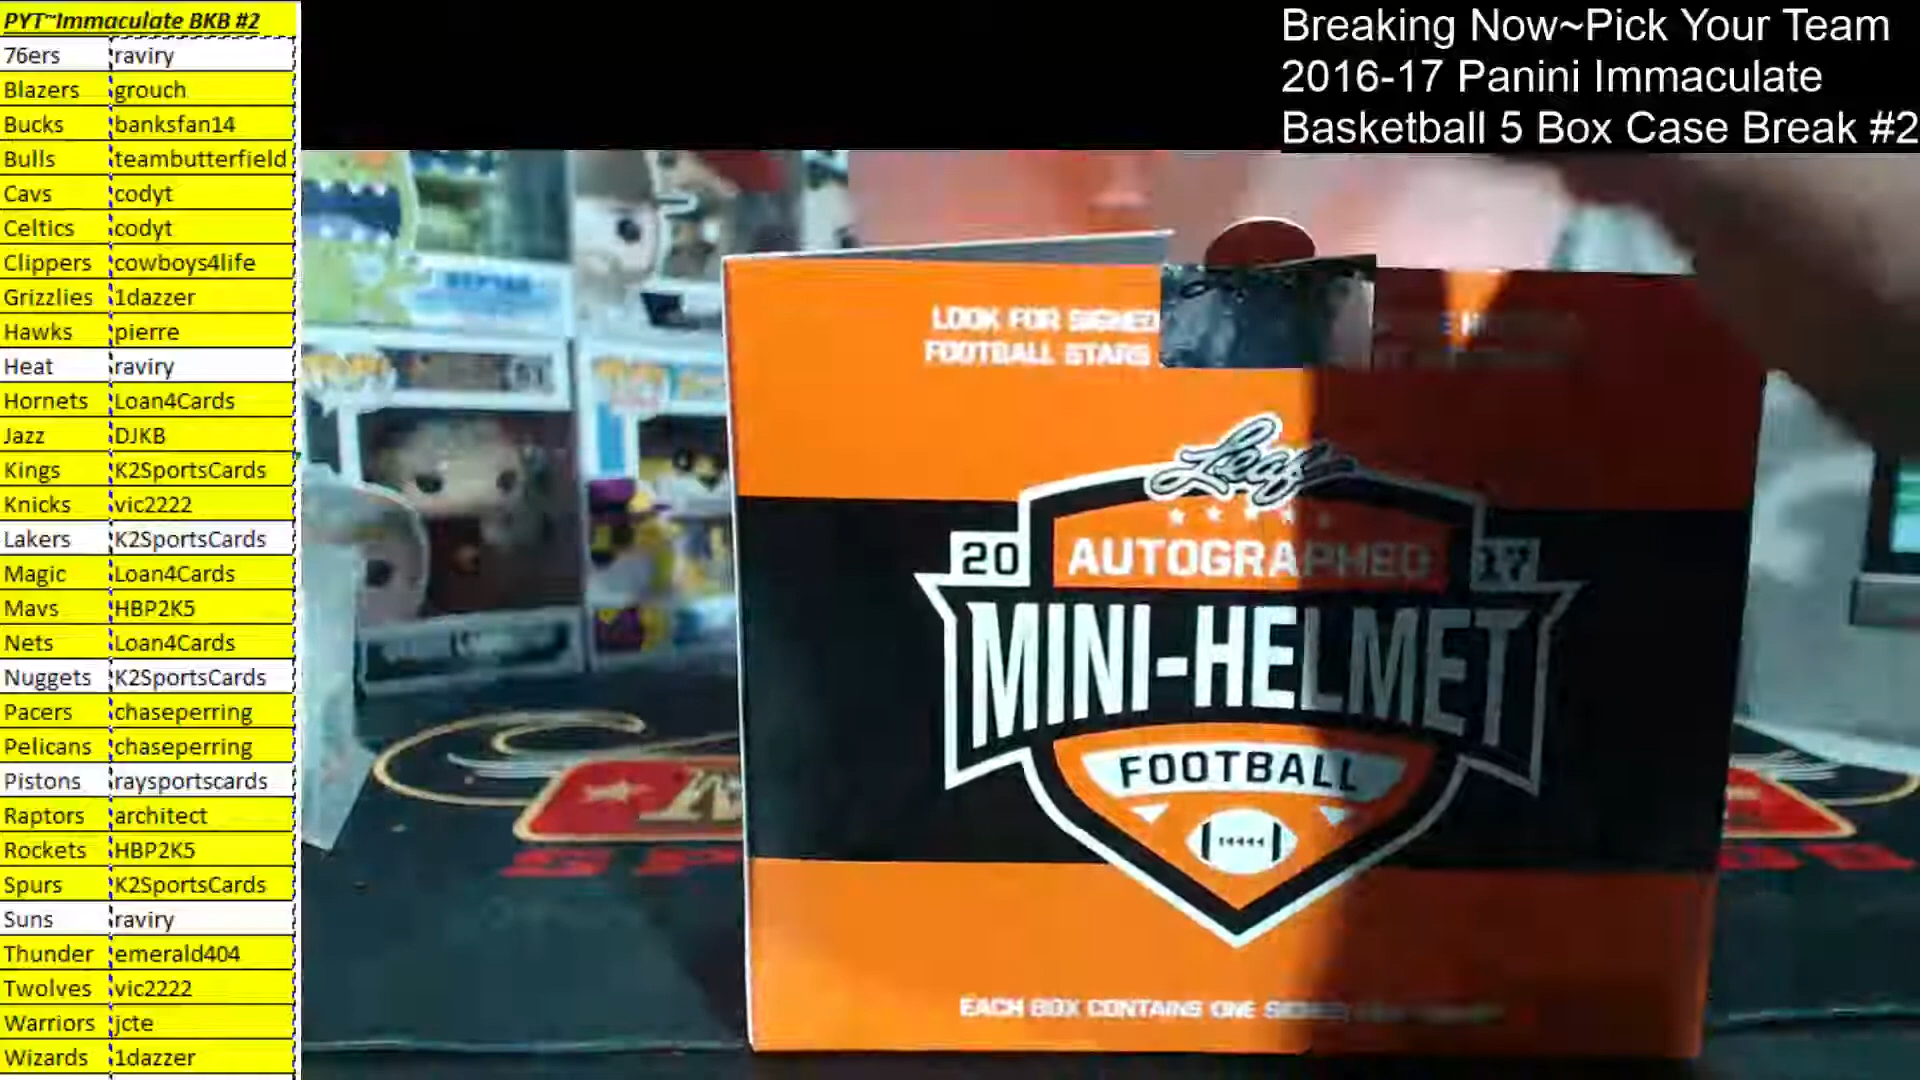 PYT~Immaculate BKB #2
76ers raviry
Blazers grouch
Bucks banksfan14
Bulls teambutterfield
Cavs codyt
Celtics codyt
Clippers cowboys4life
Grizzlies 1dazzer
Hawks pierre
Heat raviry
Hornets Loan4Cards
Jazz DJKB
Kings K2SportsCards
Knicks vic2222
Lakers K2SportsCards
Magic Loan4Cards
Mavs HBP2K5
Nets Loan4Cards
Nuggets K2SportsCards
Pacers chaseperring
Pelicans chaseperring
Pistons raysportscards
Raptors architect
Rockets HBP2K5
Spurs K2SportsCards
Suns raviry
Thunder emerald404
Twolves vic2222
Warriors jcte
Wizards 1dazzer
Breaking Now~Pick Your Team
2016-17 Panini Immaculate
Basketball 5 Box Case Break #2
LOOK FOR SIGNED
FOOTBALL STARS
Leaf
20 AUTOGRAPHED 17
MINI-HELMET
FOOTBALL
EACH BOX CONTAINS ONE SIGNED